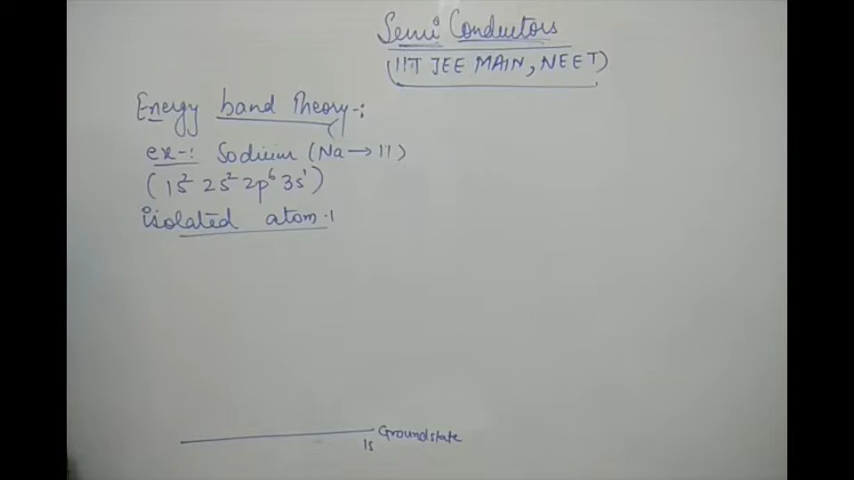 Semi Conductors
(IIT JEE MAIN, NEET)
Energy band Theory-:
ex-: Sodium (Na → 11)
(1s² 2s² 2p⁶ 3s¹)
isolated atom.1
Groundstate
1s